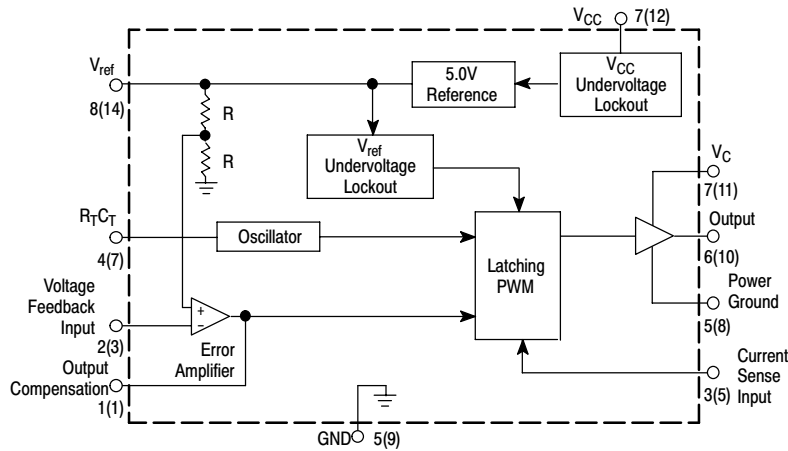 VCC 7(12)
Vref
8(14)
R
R
5.0V
Reference
VCC
Undervoltage
Lockout
Vref
Undervoltage
Lockout
VC
7(11)
RTCT
4(7)
Oscillator
Latching
PWM
Output
6(10)
Voltage
Feedback
Input
2(3)
+
−
Error
Amplifier
Power
Ground
5(8)
Output
Compensation
1(1)
Current
Sense
Input
3(5)
GND 5(9)